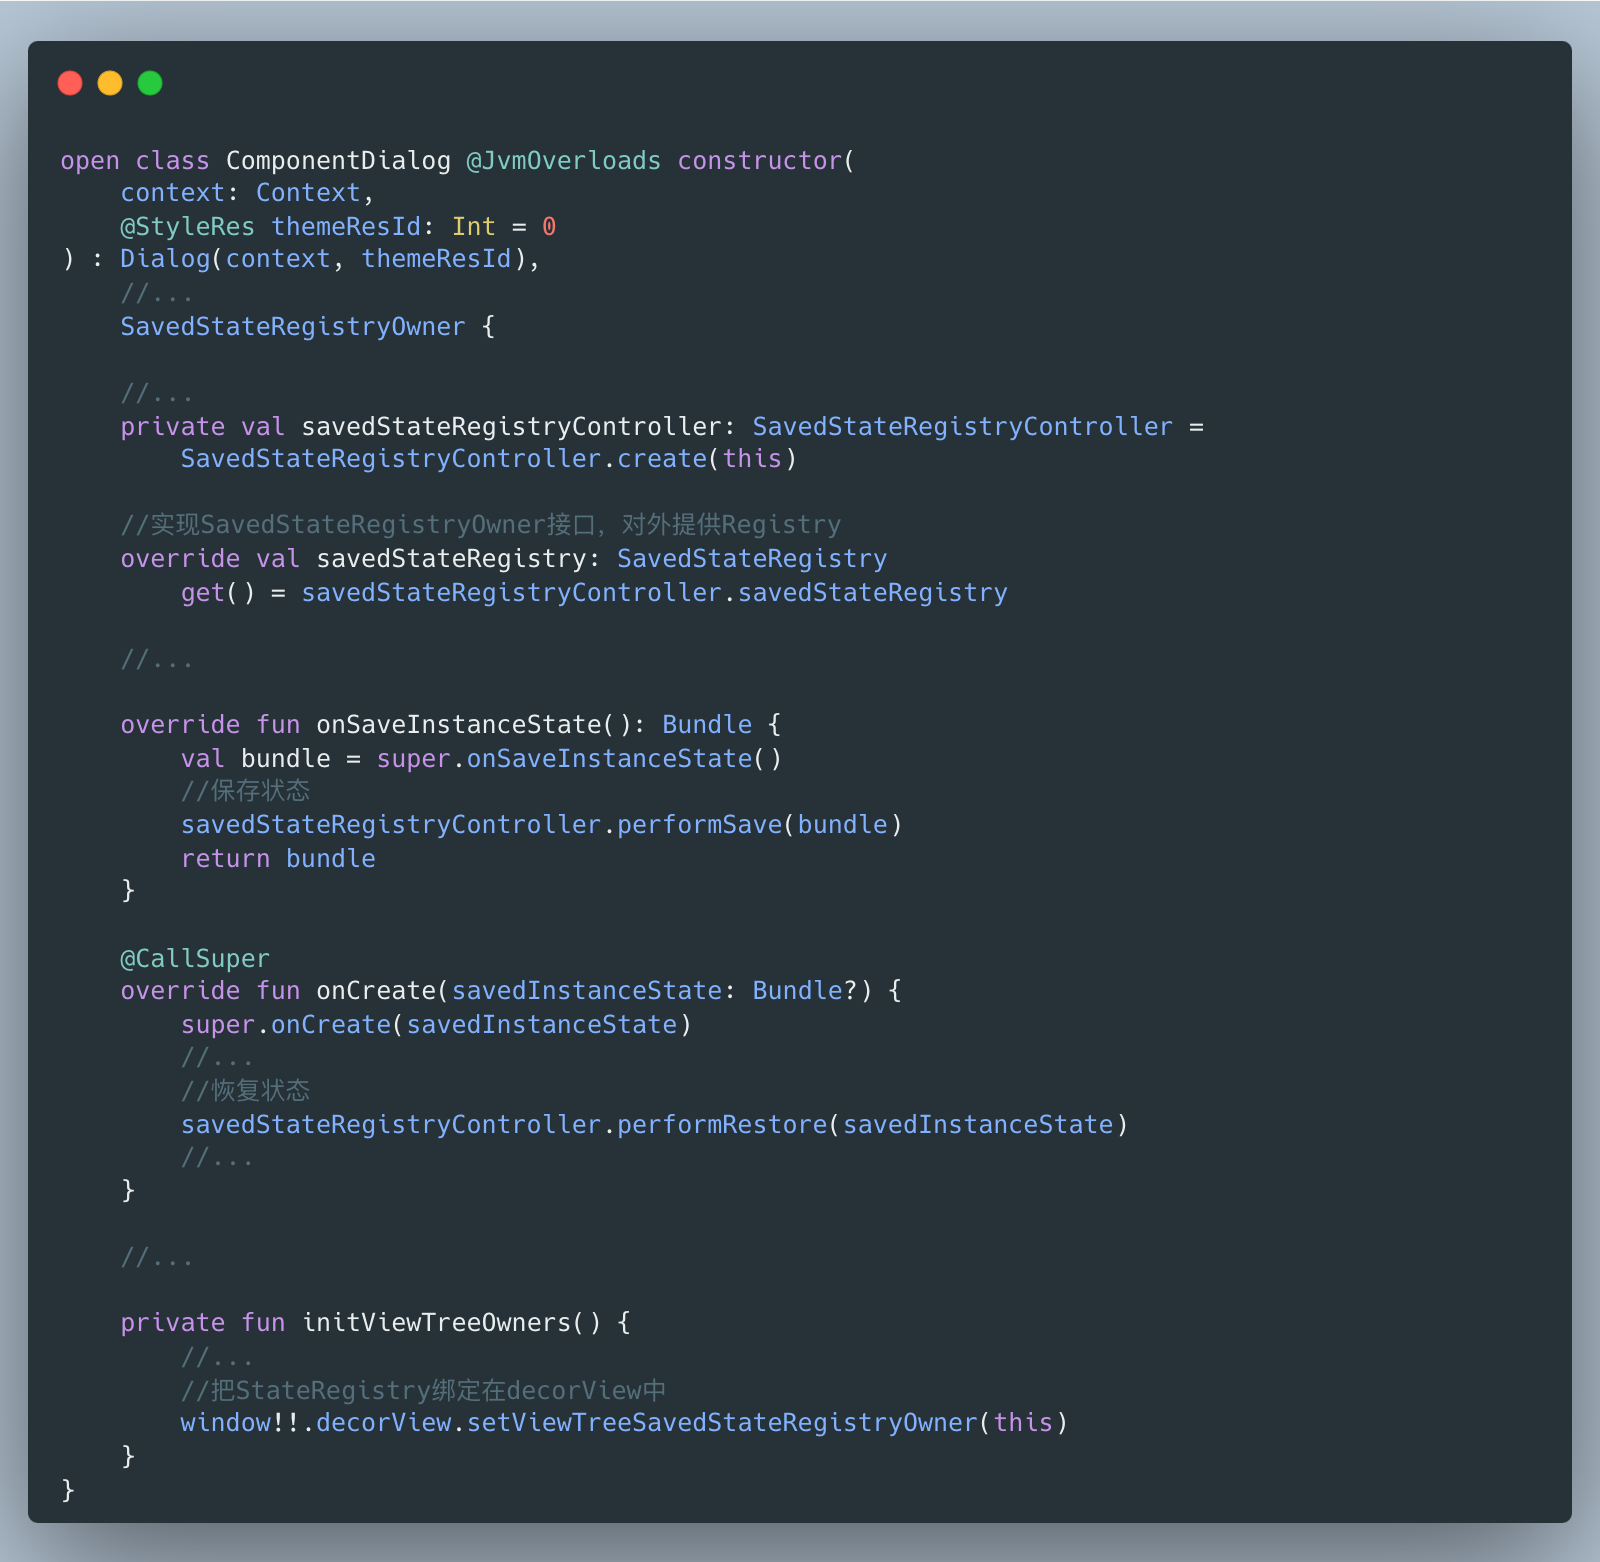 open class ComponentDialog @JvmOverloads constructor(
    context: Context,
    @StyleRes themeResId: Int = 0
) : Dialog(context, themeResId),
    //...
    SavedStateRegistryOwner {

    //...
    private val savedStateRegistryController: SavedStateRegistryController =
        SavedStateRegistryController.create(this)

    //实现SavedStateRegistryOwner接口，对外提供Registry
    override val savedStateRegistry: SavedStateRegistry
        get() = savedStateRegistryController.savedStateRegistry

    //...

    override fun onSaveInstanceState(): Bundle {
        val bundle = super.onSaveInstanceState()
        //保存状态
        savedStateRegistryController.performSave(bundle)
        return bundle
    }

    @CallSuper
    override fun onCreate(savedInstanceState: Bundle?) {
        super.onCreate(savedInstanceState)
        //...
        //恢复状态
        savedStateRegistryController.performRestore(savedInstanceState)
        //...
    }

    //...

    private fun initViewTreeOwners() {
        //...
        //把StateRegistry绑定在decorView中
        window!!.decorView.setViewTreeSavedStateRegistryOwner(this)
    }
}